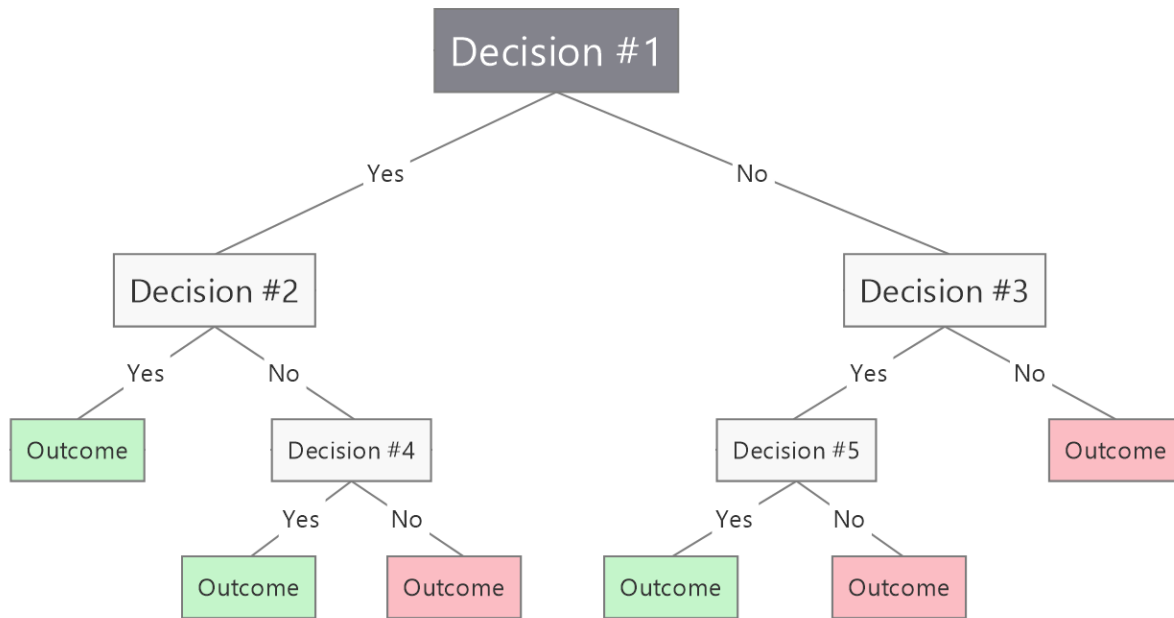 Decision #1
Yes
No
Decision #2
Decision #3
Yes
No
Yes
No
Outcome
Decision #4
Decision #5
Outcome
Yes
No
Yes
No
Outcome
Outcome
Outcome
Outcome